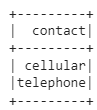 +---------+
|  contact|
+---------+
| cellular|
|telephone|
+---------+